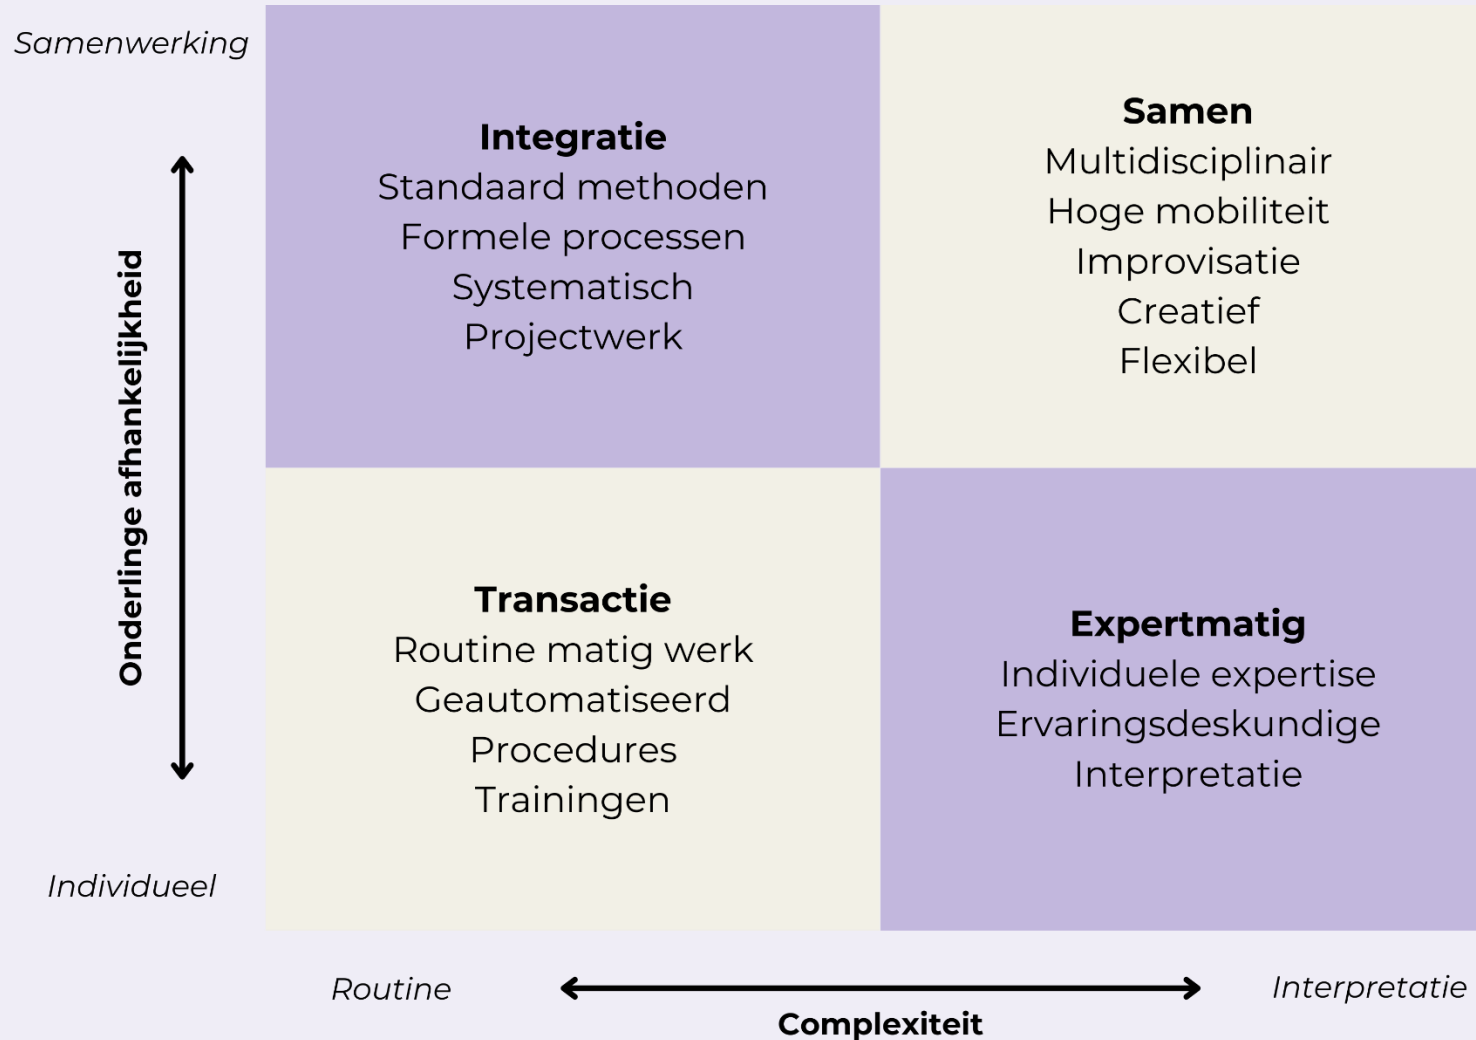 Samenwerking
Onderlinge afhankelijkheid
Individueel
Integratie
Standaard methoden
Formele processen
Systematisch
Projectwerk
Samen
Multidisciplinair
Hoge mobiliteit
Improvisatie
Creatief
Flexibel
Transactie
Routine matig werk
Geautomatiseerd
Procedures
Trainingen
Expertmatig
Individuele expertise
Ervaringsdeskundige
Interpretatie
Routine
Complexiteit
Interpretatie